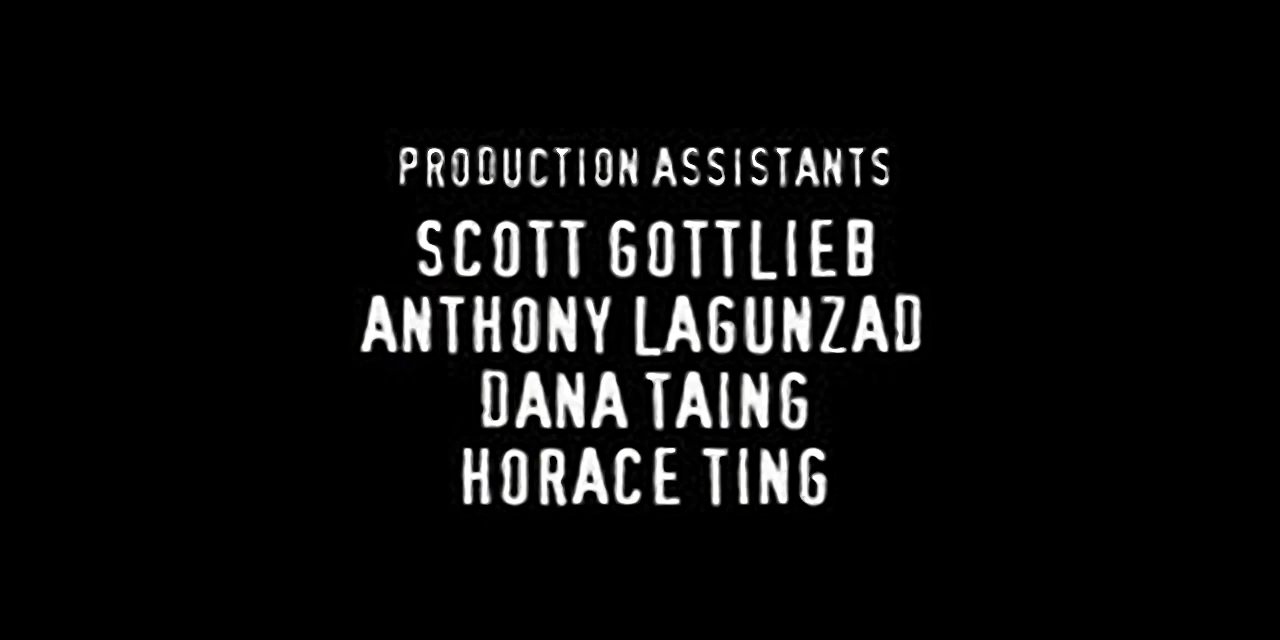 PRODUCTION ASSISTANTS
SCOTT GOTTLIEB
ANTHONY LAGUNZAD
DANA TAING
HORACE TING